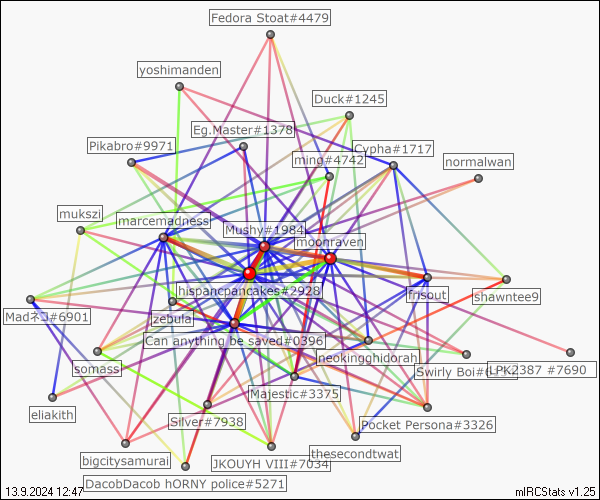 Fedora Stoat#4479
yoshimanden
Duck#1245
Eg.Master#1378
Pikabro#9971
Cypha#1717
ming#4742
normalwan
mukszi
marcemadness
Mushy#1984
moonraven
hispancpancakes#2928
frisout
shawntee9
Madネコ#6901
zebula
Can anything be saved#0396
neokingghidorah
somass
Swirly Boi#6
LPK2387 #7690
Majestic#3375
eliakith
Silver#7938
Pocket Persona#3326
bigcitysamurai
JKOUYH VIII#7034
thesecondtwat
DacobDacob hORNY police#5271
13.9.2024 12:47
mIRCStats v1.25